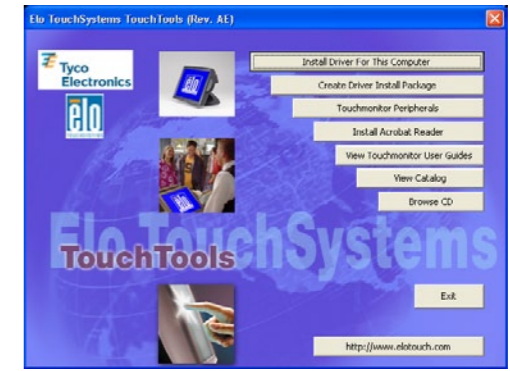 Elo TouchSystems TouchTools (Rev. AE)
Tyco
Electronics
elo
TOUCHSYSTEMS
Install Driver For This Computer
Create Driver Install Package
Touchmonitor Peripherals
Install Acrobat Reader
View Touchmonitor User Guides
View Catalog
Browse CD
Elo TouchSystems
TouchTools
Exit
http://www.elotouch.com